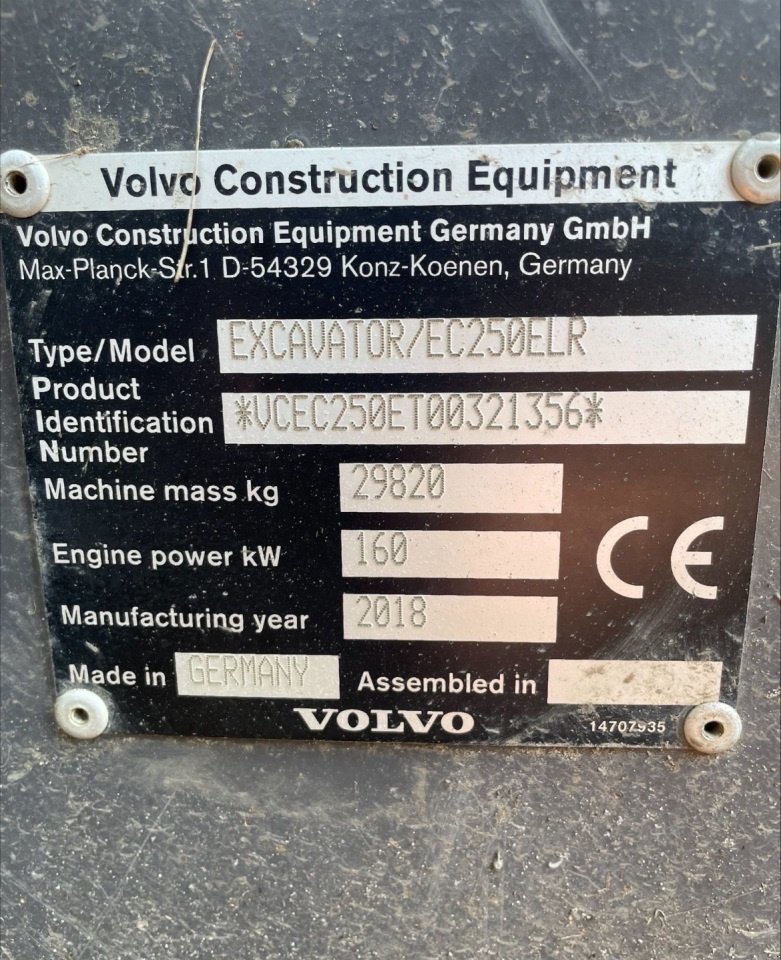 Volvo Construction Equipment
Volvo Construction Equipment Germany GmbH
Max-Planck-Str.1 D-54329 Konz-Koenen, Germany
Type/Model EXCAVATOR/EC250ELR
Product
Identification *VCEC250ET00321356*
Number
Machine mass kg 29820
Engine power kW 160
CE
Manufacturing year 2018
Made in GERMANY Assembled in
VOLVO 14707935